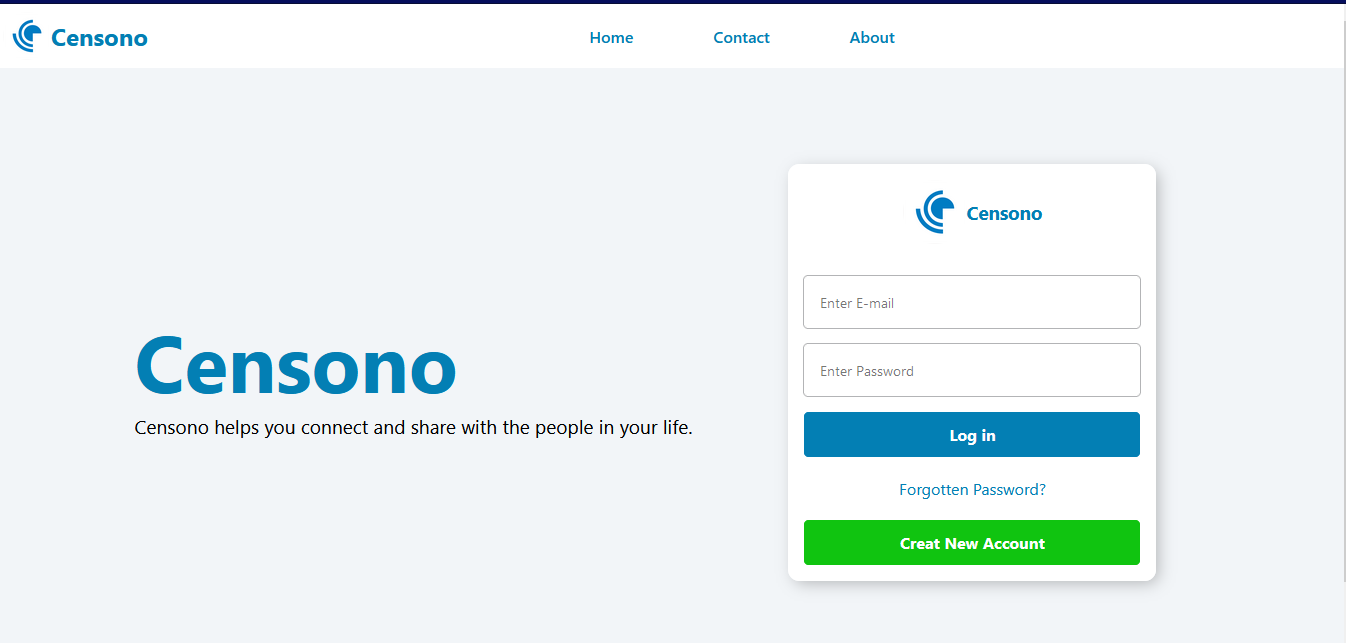 Censono
Home
Contact
About
Censono
Enter E-mail
Enter Password
Log in
Forgotten Password?
Creat New Account
Censono
Censono helps you connect and share with the people in your life.